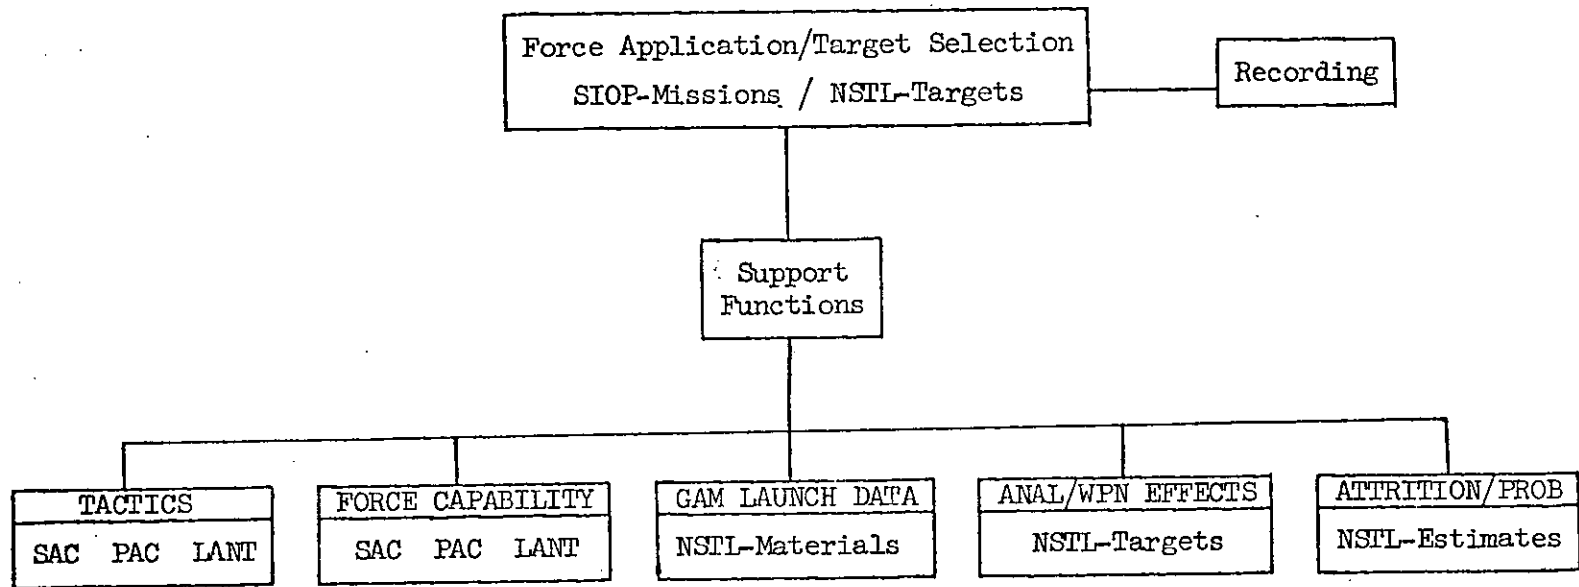 Force Application/Target Selection
SIOP-Missions / NSTL-Targets
Recording
Support
Functions
TACTICS
SAC PAC LANT
FORCE CAPABILITY
SAC PAC LANT
GAM LAUNCH DATA
NSTL-Materials
ANAL/WPN EFFECTS
NSTL-Targets
ATTRITION/PROB
NSTL-Estimates